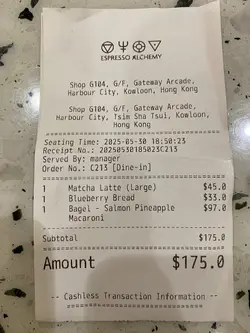 ESPRESSO ALCHEMY
Shop G104, G/F, Gateway Arcade,
Harbour City, Kowloon, Hong Kong
Shop G104, G/F, Gateway Arcade,
Harbour City, Tsim Sha Tsui, Kowloon,
Hong Kong
Seating Time: 2025-05-30 18:50:23
Receipt No.: 20250530185023C213
Served By: manager
Order No.: C213 [Dine-in]
1 Matcha Latte (Large) $45.0
1 Blueberry Bread $33.0
1 Bagel - Salmon Pineapple $97.0
Macaroni
Subtotal $175.0
Amount $175.0
-- Cashless Transaction Information --